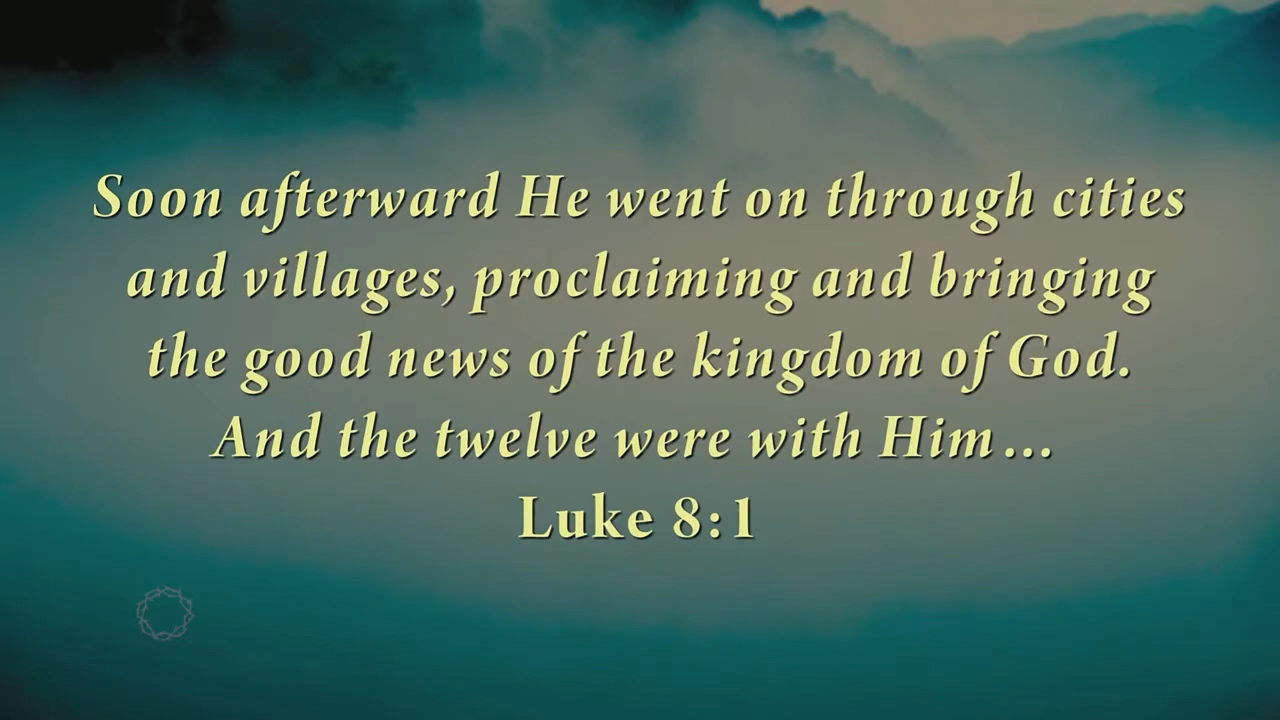 Soon afterward He went on through cities
and villages, proclaiming and bringing
the good news of the kingdom of God.
And the twelve were with Him...
Luke 8:1